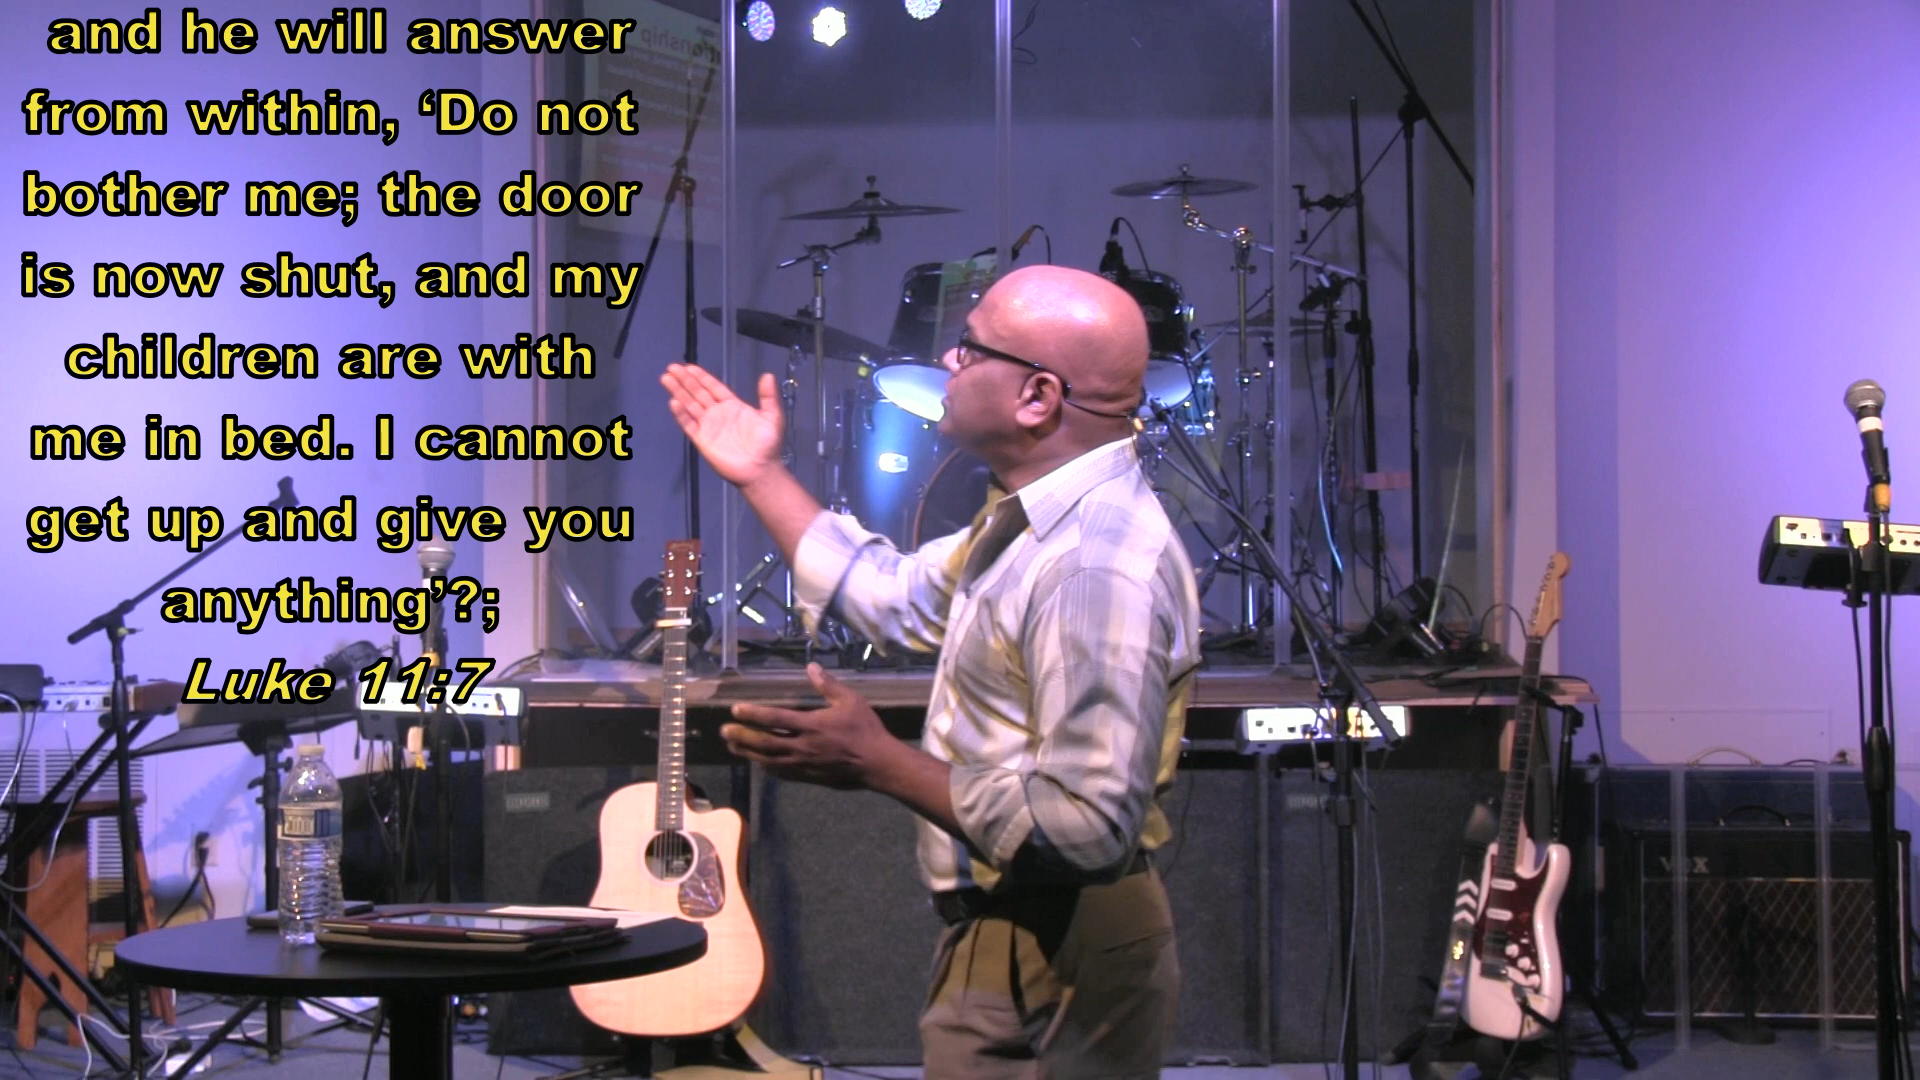 and he will answer
from within, ‘Do not
bother me; the door
is now shut, and my
children are with
me in bed. I cannot
get up and give you
anything’?;
Luke 11:7
VOX